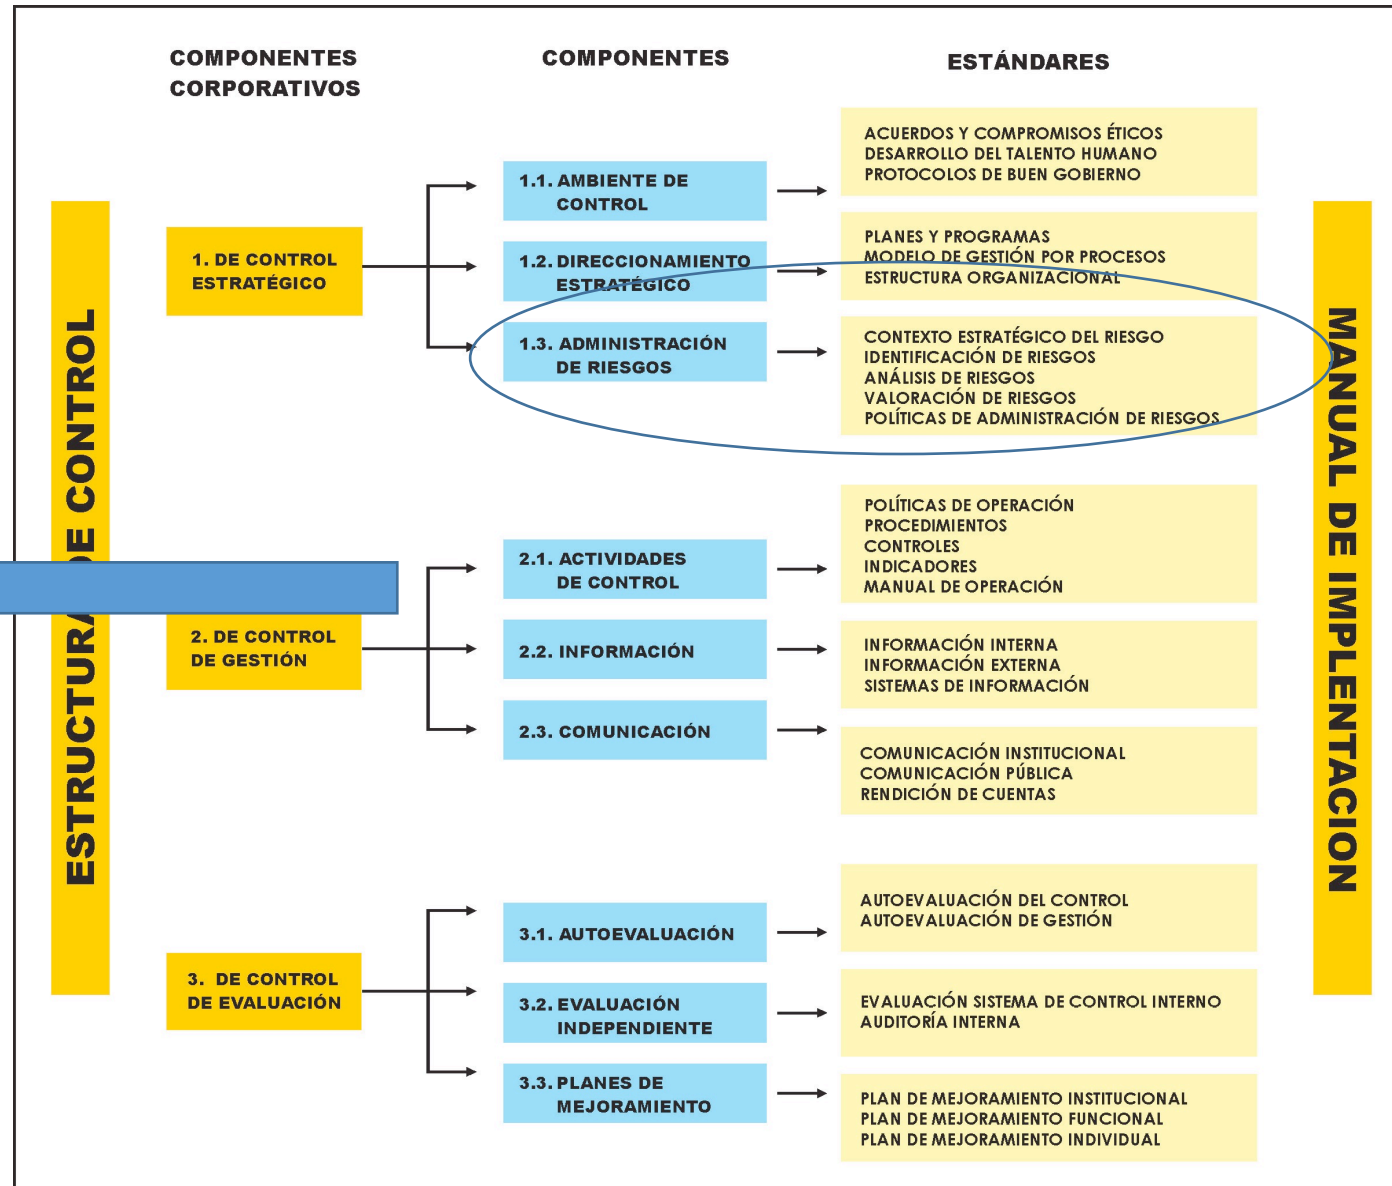 COMPONENTES
CORPORATIVOS
COMPONENTES
ESTÁNDARES
ESTRUCTURA DE CONTROL
1. DE CONTROL
ESTRATÉGICO
1.1. AMBIENTE DE
CONTROL
ACUERDOS Y COMPROMISOS ÉTICOS
DESARROLLO DEL TALENTO HUMANO
PROTOCOLOS DE BUEN GOBIERNO
1.2. DIRECCIONAMIENTO
ESTRATÉGICO
PLANES Y PROGRAMAS
MODELO DE GESTIÓN POR PROCESOS
ESTRUCTURA ORGANIZACIONAL
1.3. ADMINISTRACIÓN
DE RIESGOS
CONTEXTO ESTRATÉGICO DEL RIESGO
IDENTIFICACIÓN DE RIESGOS
ANÁLISIS DE RIESGOS
VALORACIÓN DE RIESGOS
POLÍTICAS DE ADMINISTRACIÓN DE RIESGOS
2. DE CONTROL
DE GESTIÓN
2.1. ACTIVIDADES
DE CONTROL
POLÍTICAS DE OPERACIÓN
PROCEDIMIENTOS
CONTROLES
INDICADORES
MANUAL DE OPERACIÓN
2.2. INFORMACIÓN
INFORMACIÓN INTERNA
INFORMACIÓN EXTERNA
SISTEMAS DE INFORMACIÓN
2.3. COMUNICACIÓN
COMUNICACIÓN INSTITUCIONAL
COMUNICACIÓN PÚBLICA
RENDICIÓN DE CUENTAS
3. DE CONTROL
DE EVALUACIÓN
3.1. AUTOEVALUACIÓN
AUTOEVALUACIÓN DEL CONTROL
AUTOEVALUACIÓN DE GESTIÓN
3.2. EVALUACIÓN
INDEPENDIENTE
EVALUACIÓN SISTEMA DE CONTROL INTERNO
AUDITORÍA INTERNA
3.3. PLANES DE
MEJORAMIENTO
PLAN DE MEJORAMIENTO INSTITUCIONAL
PLAN DE MEJORAMIENTO FUNCIONAL
PLAN DE MEJORAMIENTO INDIVIDUAL
MANUAL DE IMPLENTACION